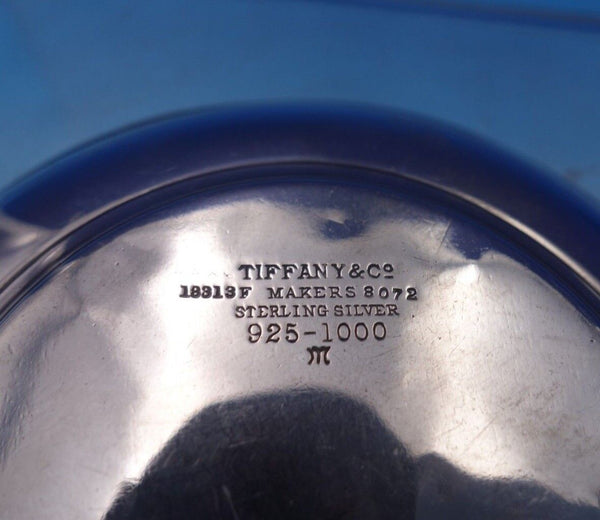 TIFFANY & Cº
18313F MAKERS 8072
STERLING SILVER
925-1000
m